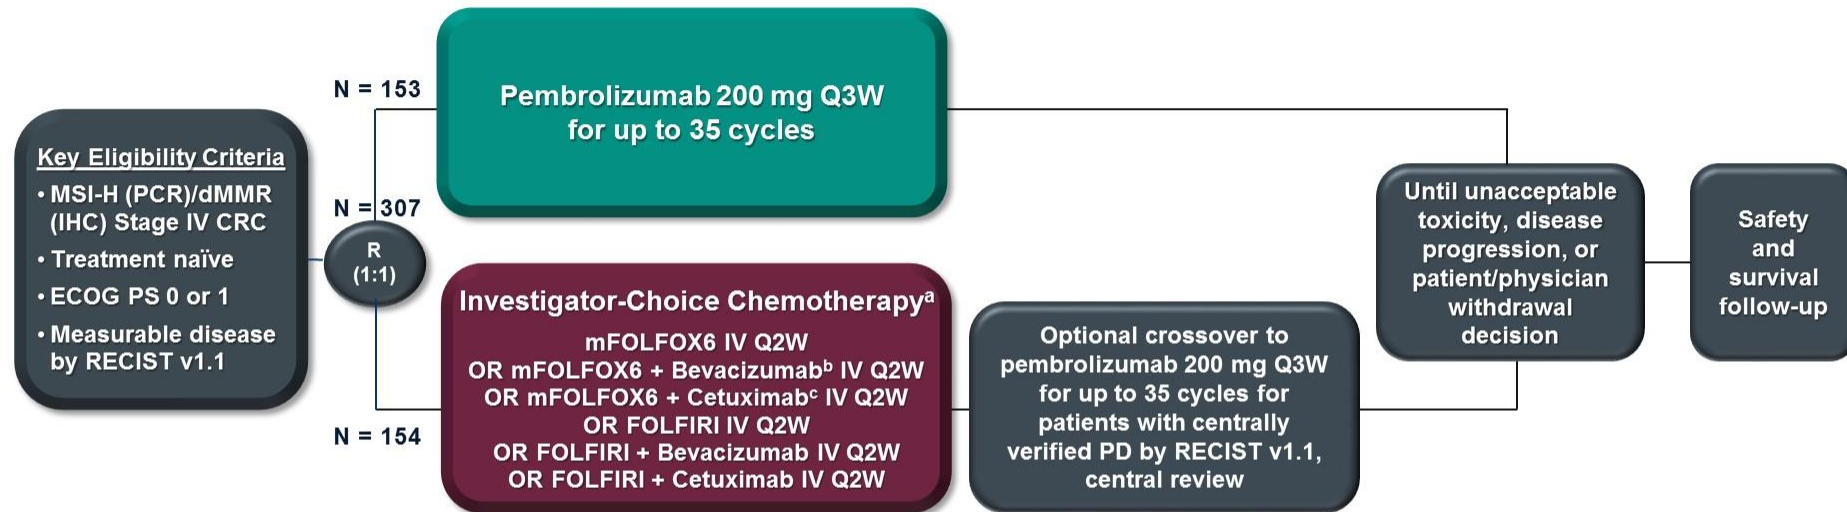 Key Eligibility Criteria
• MSI-H (PCR)/dMMR
(IHC) Stage IV CRC
• Treatment naïve
• ECOG PS 0 or 1
• Measurable disease
by RECIST v1.1
N = 153
N = 307
R
(1:1)
N = 154
Pembrolizumab 200 mg Q3W
for up to 35 cycles
Investigator-Choice Chemotherapyᵃ
mFOLFOX6 IV Q2W
OR mFOLFOX6 + Bevacizumabᵇ IV Q2W
OR mFOLFOX6 + Cetuximabᶜ IV Q2W
OR FOLFIRI IV Q2W
OR FOLFIRI + Bevacizumab IV Q2W
OR FOLFIRI + Cetuximab IV Q2W
Optional crossover to
pembrolizumab 200 mg Q3W
for up to 35 cycles for
patients with centrally
verified PD by RECIST v1.1,
central review
Until unacceptable
toxicity, disease
progression, or
patient/physician
withdrawal
decision
Safety
and
survival
follow-up